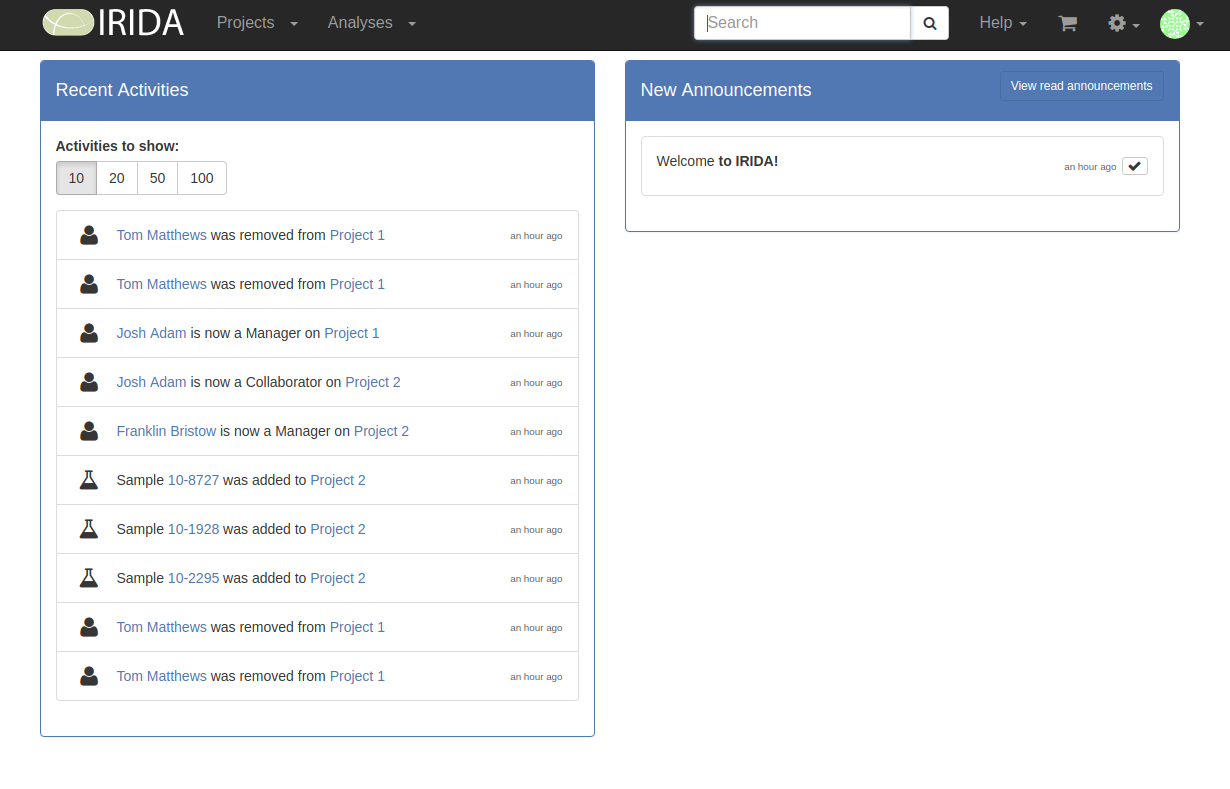 IRIDA Projects Analyses Search Help
Recent Activities
Activities to show:
10 20 50 100
Tom Matthews was removed from Project 1 an hour ago
Tom Matthews was removed from Project 1 an hour ago
Josh Adam is now a Manager on Project 1 an hour ago
Josh Adam is now a Collaborator on Project 2 an hour ago
Franklin Bristow is now a Manager on Project 2 an hour ago
Sample 10-8727 was added to Project 2 an hour ago
Sample 10-1928 was added to Project 2 an hour ago
Sample 10-2295 was added to Project 2 an hour ago
Tom Matthews was removed from Project 1 an hour ago
Tom Matthews was removed from Project 1 an hour ago
New Announcements View read announcements
Welcome to IRIDA! an hour ago